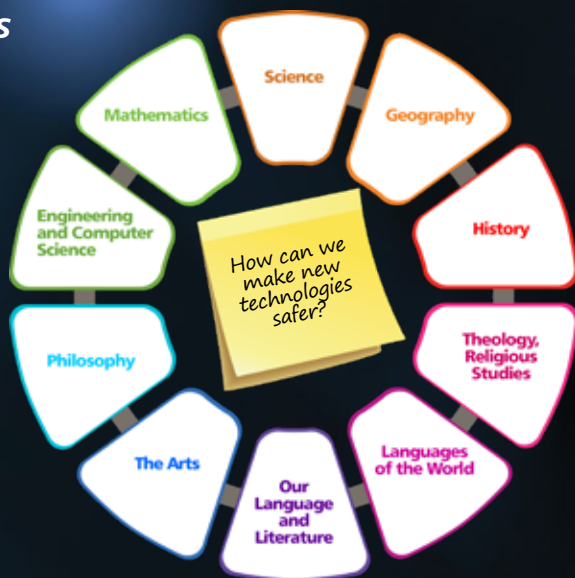 s
Science
Mathematics
Geography
Engineering
and Computer
Science
History
How can we
make new
technologies
safer?
Philosophy
Theology,
Religious
Studies
The Arts
Languages
of the World
Our
Language
and
Literature